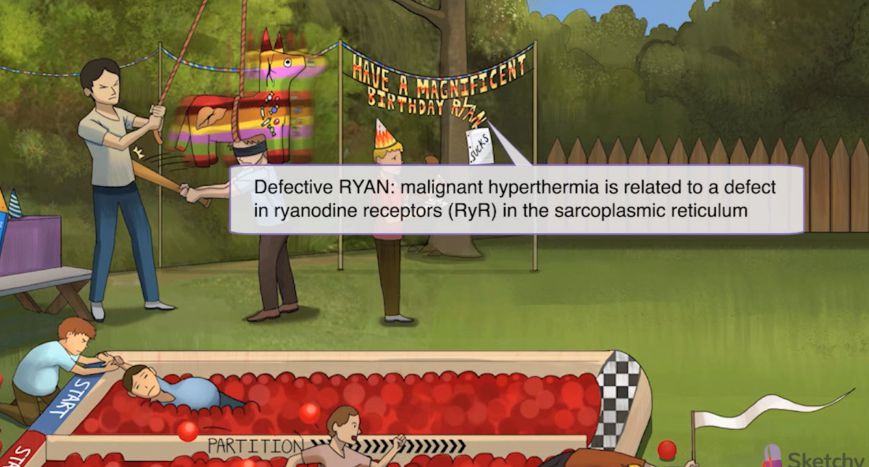 HAVE A MAGNIFICENT
BIRTHDAY RYAN
SUCKS
Defective RYAN: malignant hyperthermia is related to a defect
in ryanodine receptors (RyR) in the sarcoplasmic reticulum
START
PARTITION
Sketchy